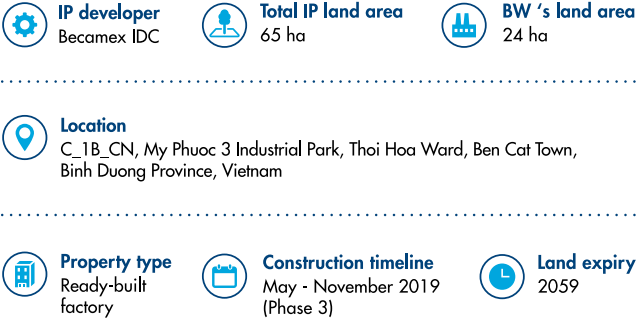 IP developer
Becamex IDC
Total IP land area
65 ha
BW 's land area
24 ha
Location
C_1B_CN, My Phuoc 3 Industrial Park, Thoi Hoa Ward, Ben Cat Town,
Binh Duong Province, Vietnam
Property type
Ready-built
factory
Construction timeline
May - November 2019
(Phase 3)
Land expiry
2059